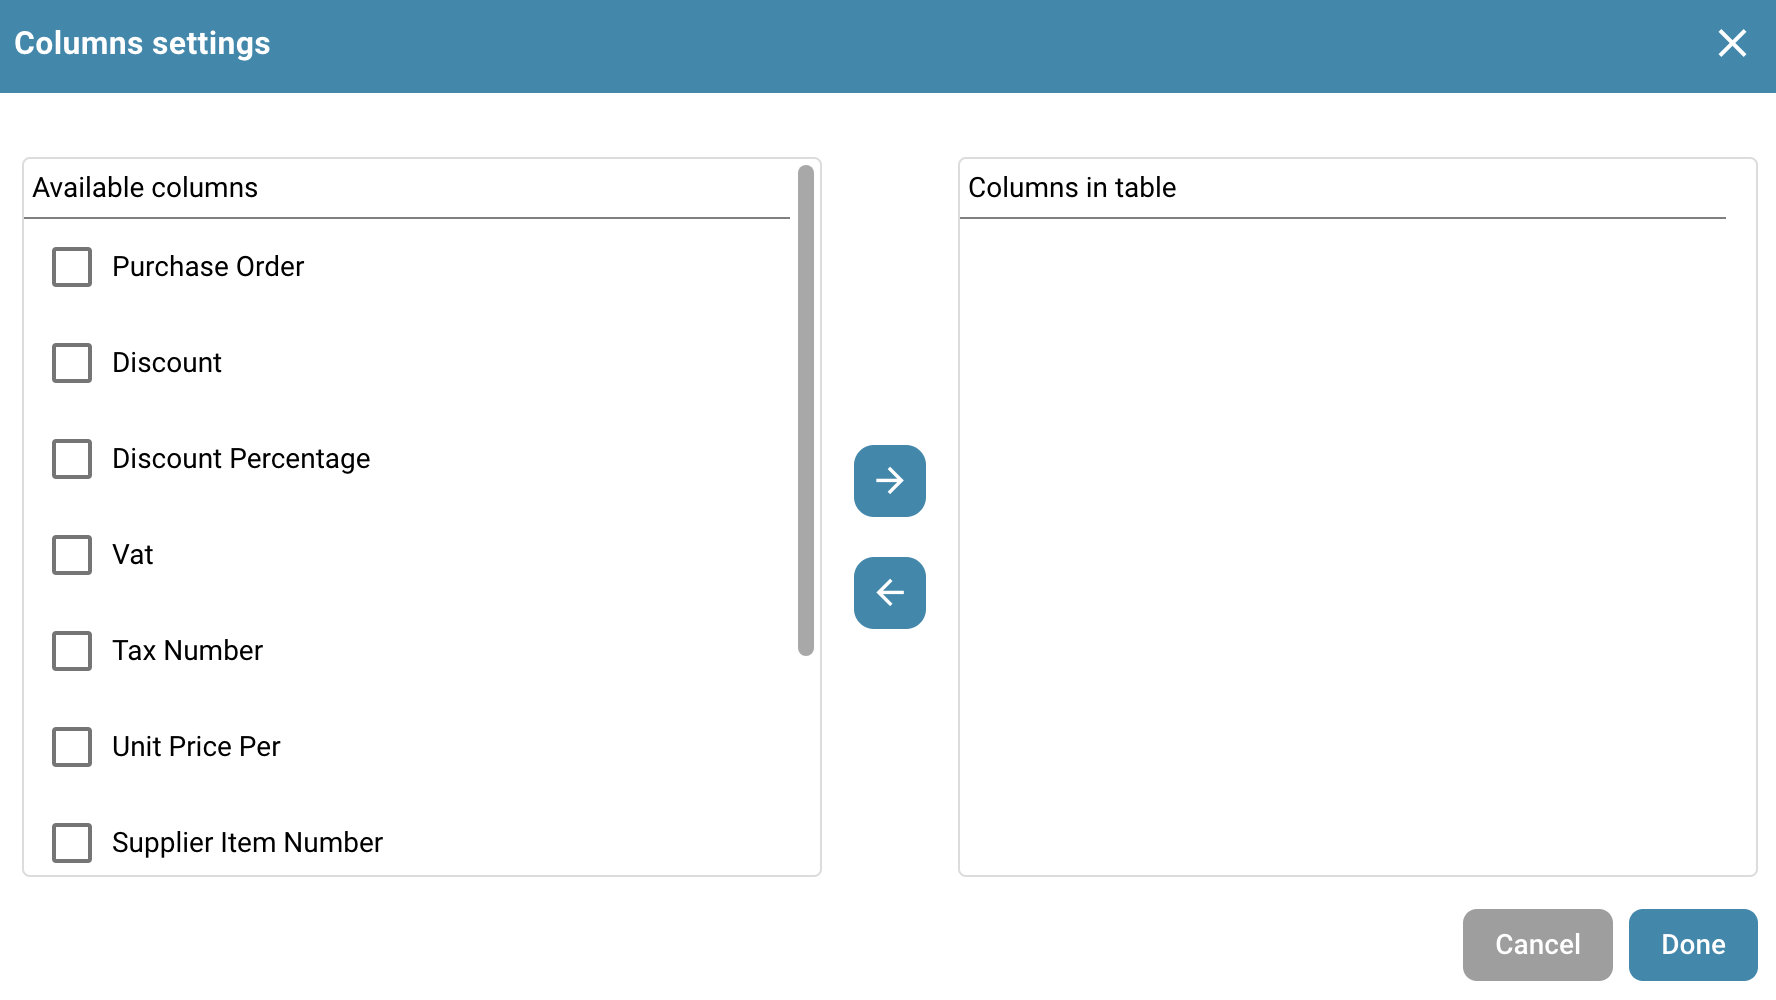 Columns settings
Available columns
Purchase Order
Discount
Discount Percentage
Vat
Tax Number
Unit Price Per
Supplier Item Number
Columns in table
Cancel
Done